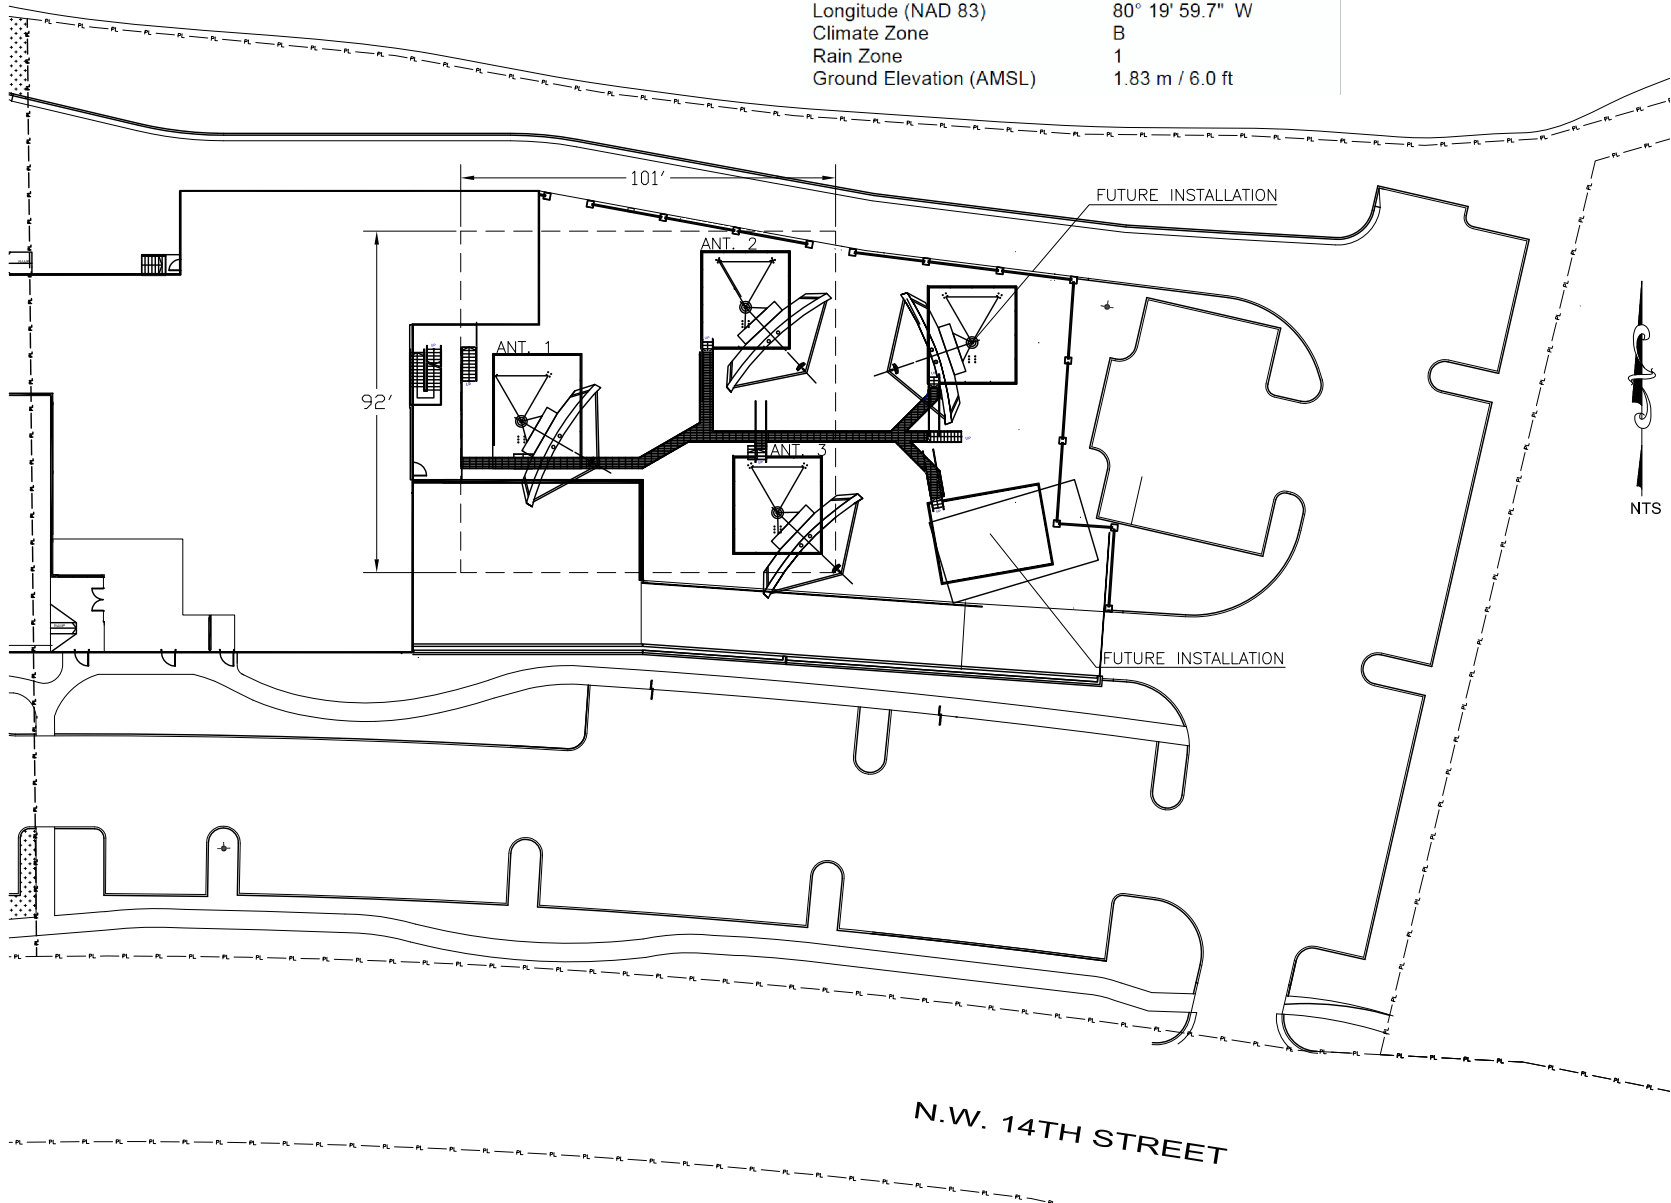 Longitude (NAD 83) 80° 19' 59.7" W
Climate Zone B
Rain Zone 1
Ground Elevation (AMSL) 1.83 m / 6.0 ft
101'
FUTURE INSTALLATION
ANT. 2
ANT. 1
92'
ANT. 3
NTS
FUTURE INSTALLATION
N.W. 14TH STREET